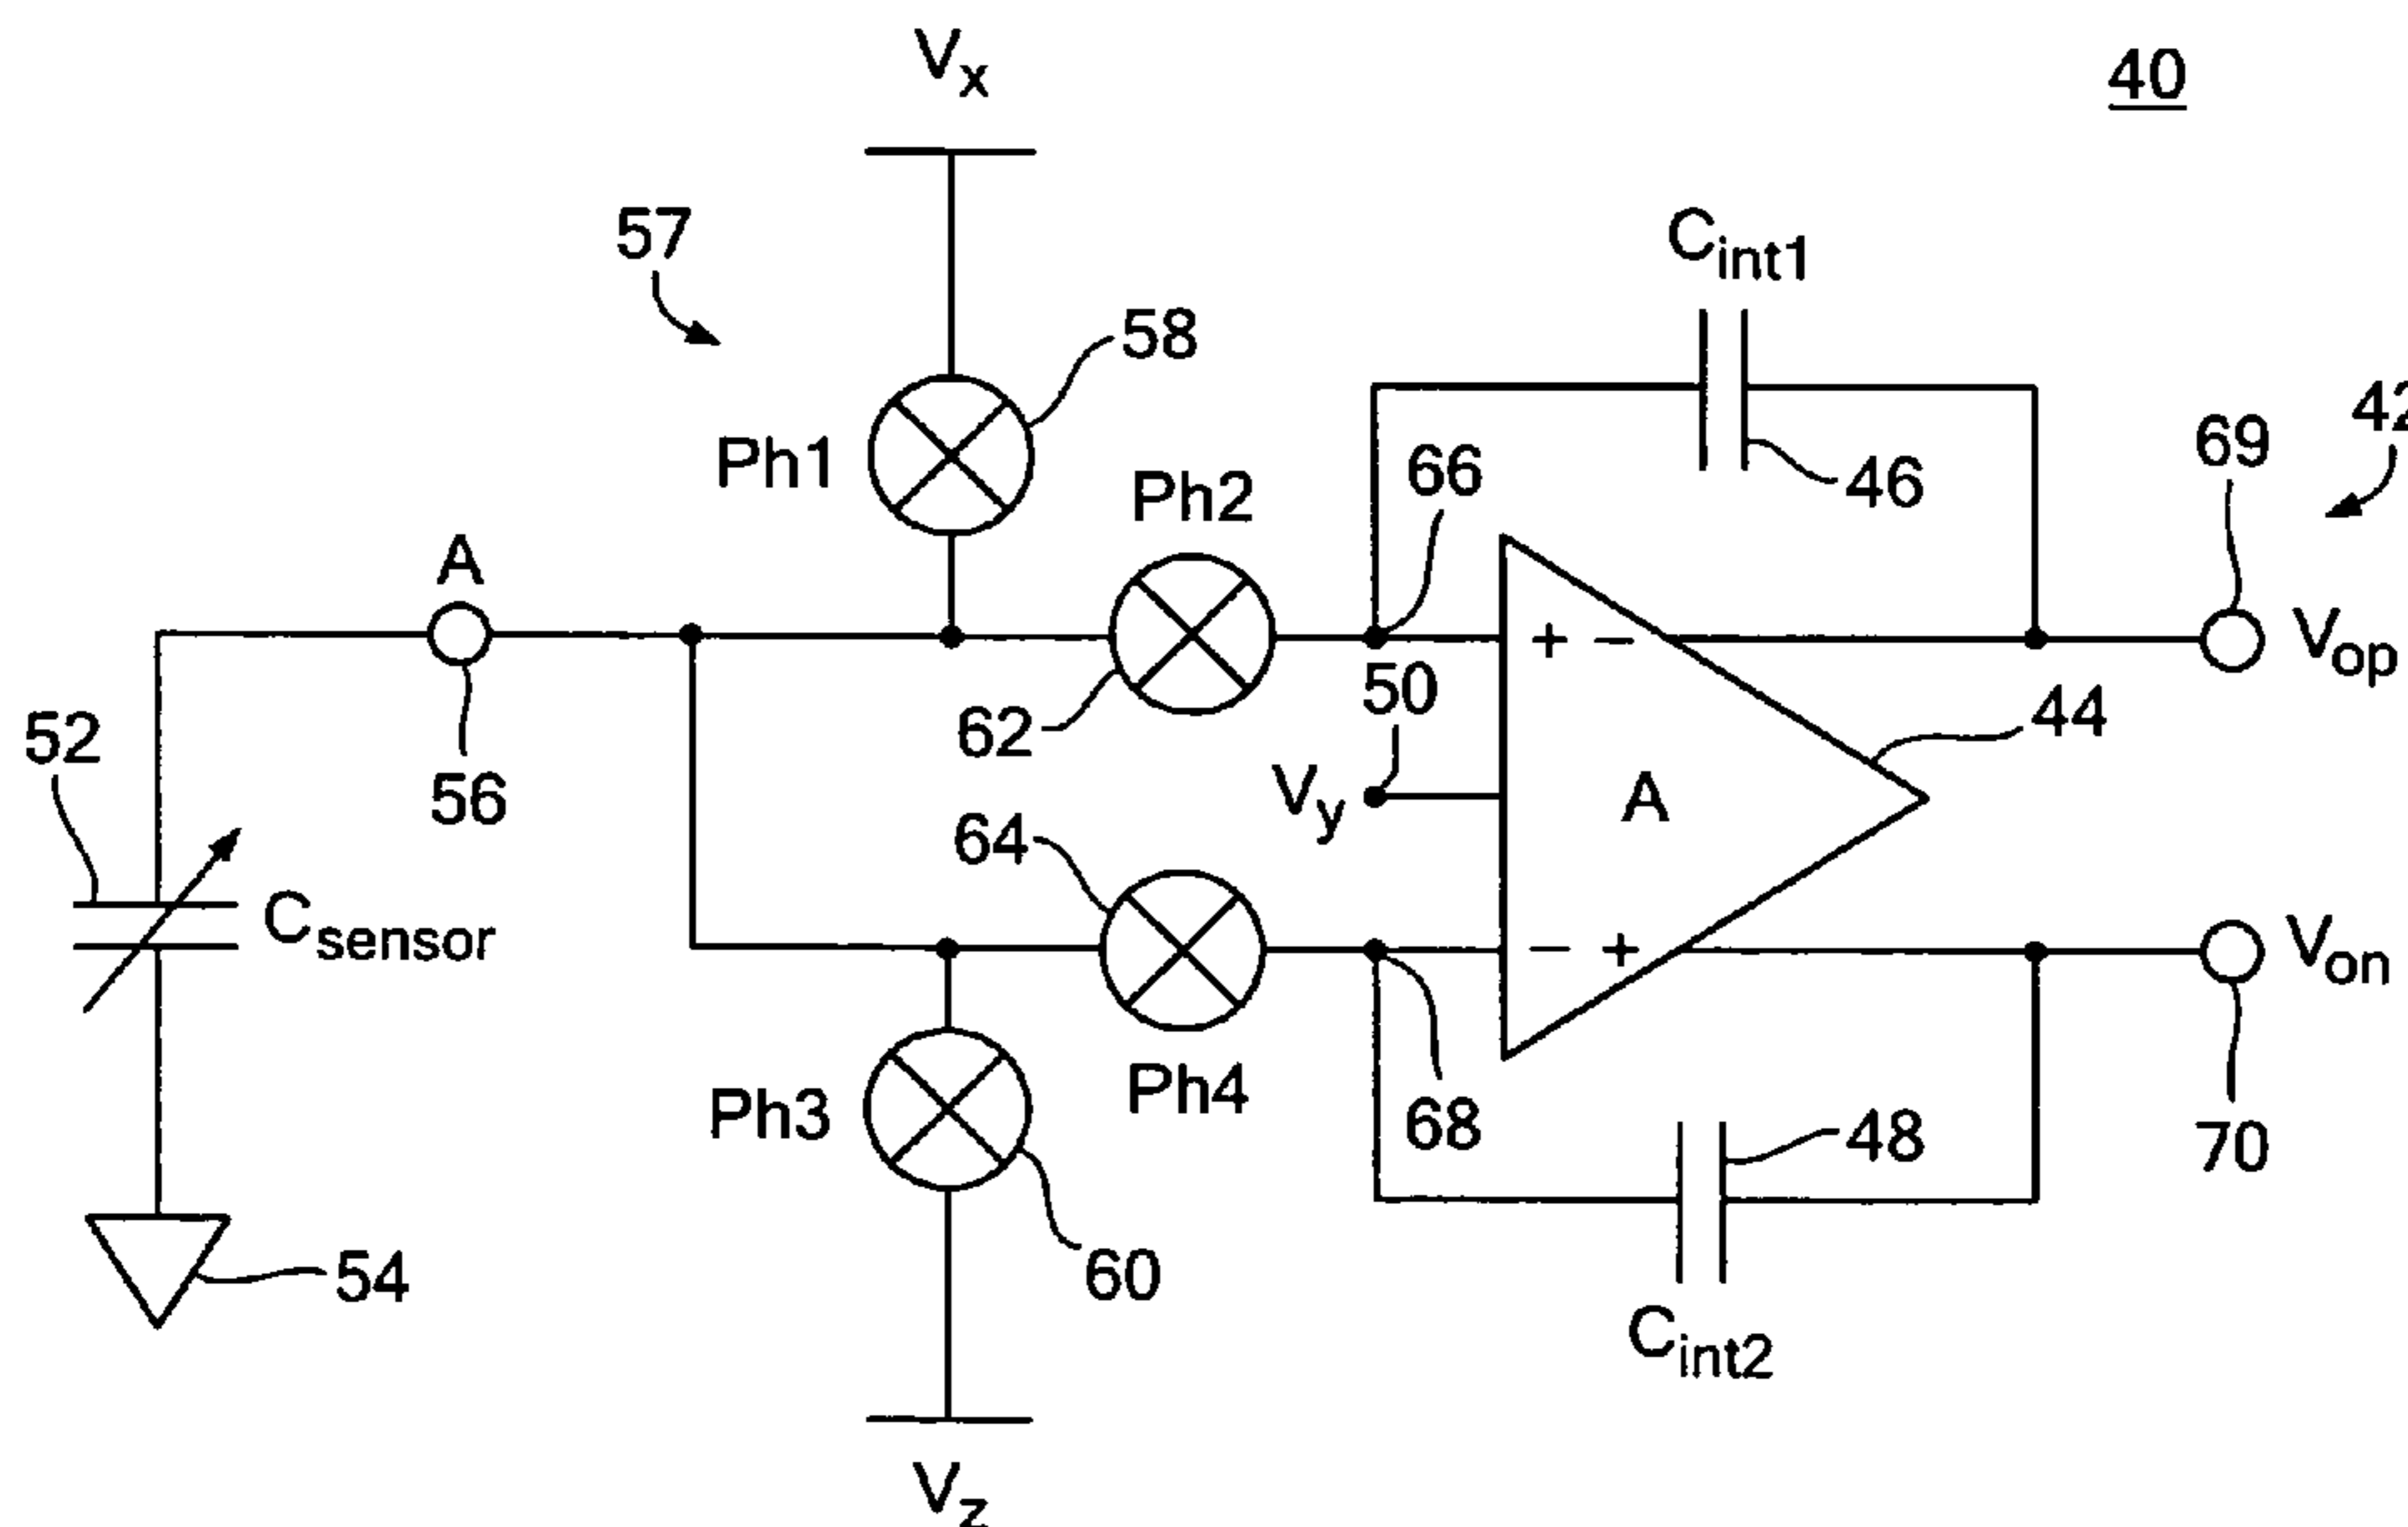 Vx
40
57
58
Cint1
Ph1
46
69
42
66
Ph2
A
+ −
Vop
50
62
44
52
56
Vy
A
64
Csensor
− +
Von
Ph3
Ph4
68
48
70
54
60
Cint2
Vz